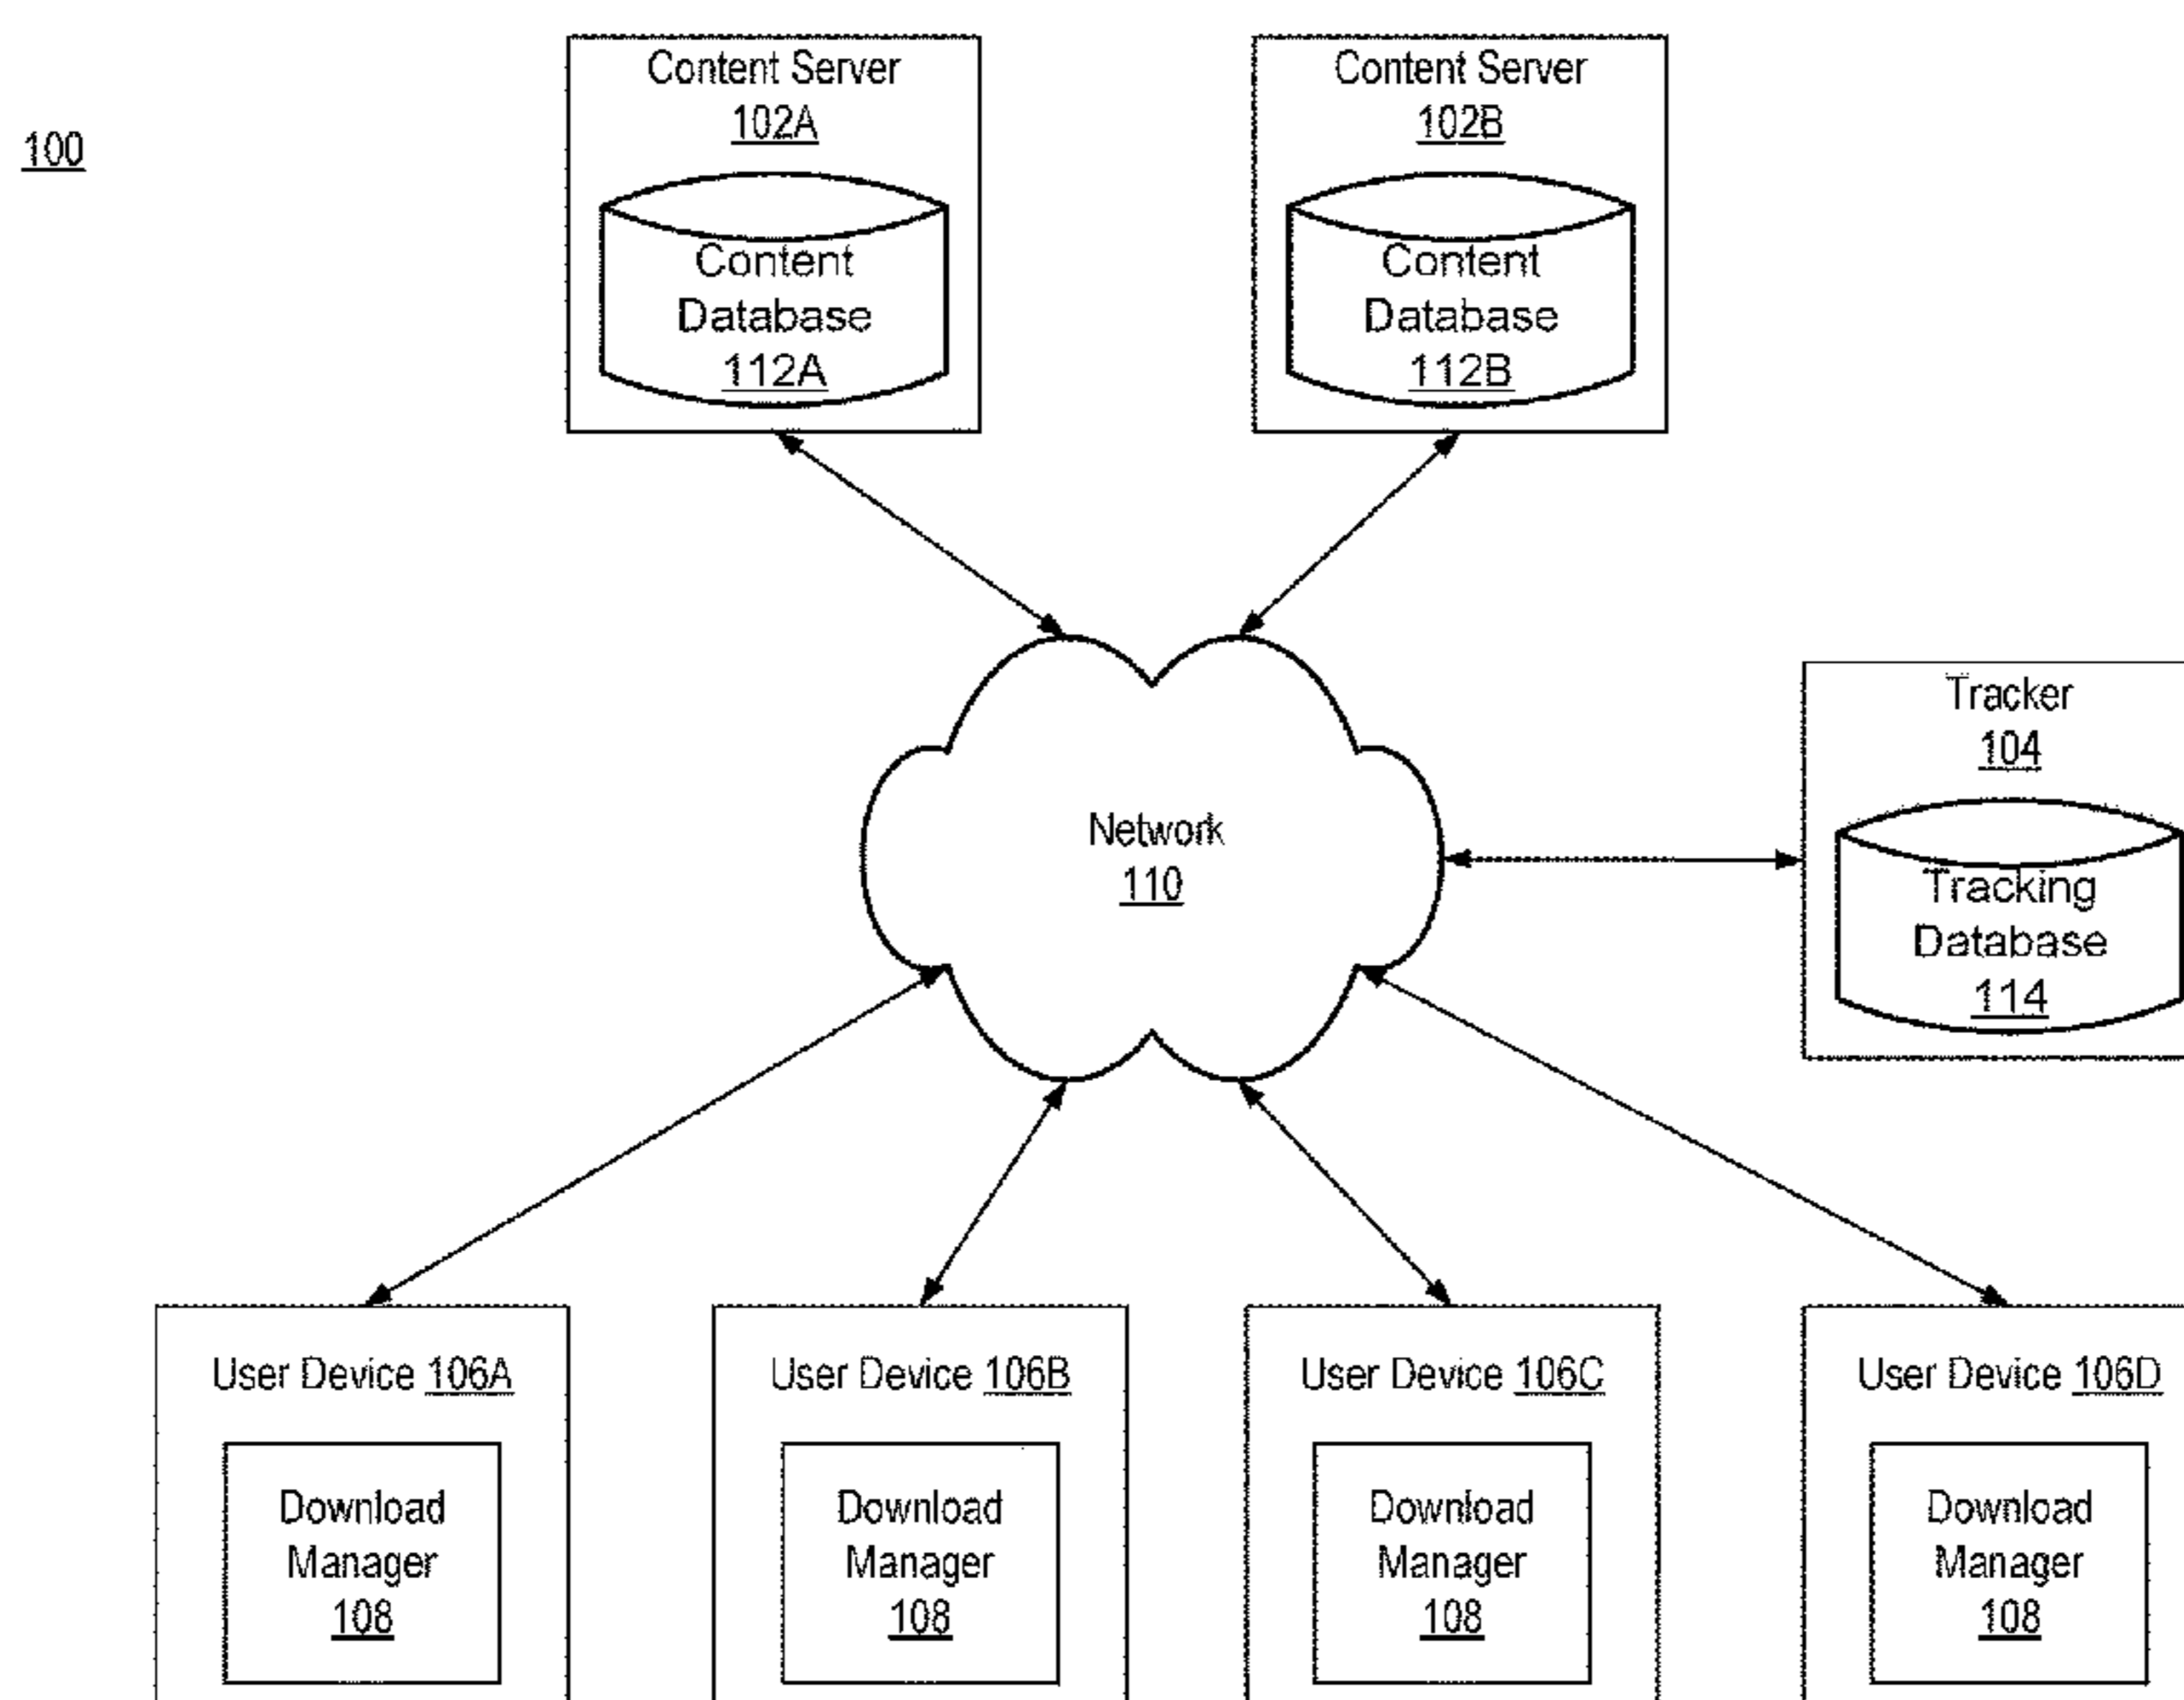 100
Content Server
102A
Content
Database
112A
Content Server
102B
Content
Database
112B
Network
110
Tracker
104
Tracking
Database
114
User Device 106A
Download
Manager
108
User Device 106B
Download
Manager
108
User Device 106C
Download
Manager
108
User Device 106D
Download
Manager
108